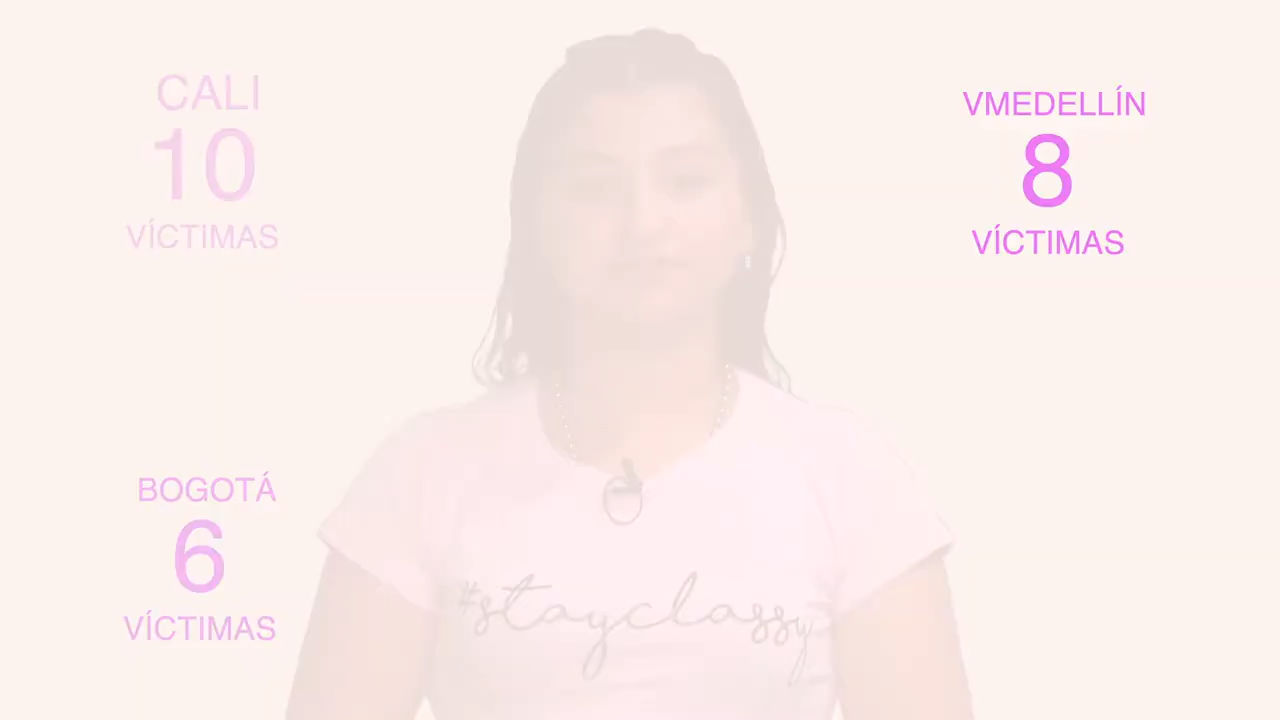 CALI
10
VÍCTIMAS
VMEDELLÍN
8
VÍCTIMAS
BOGOTÁ
6
VÍCTIMAS
#stayclassy